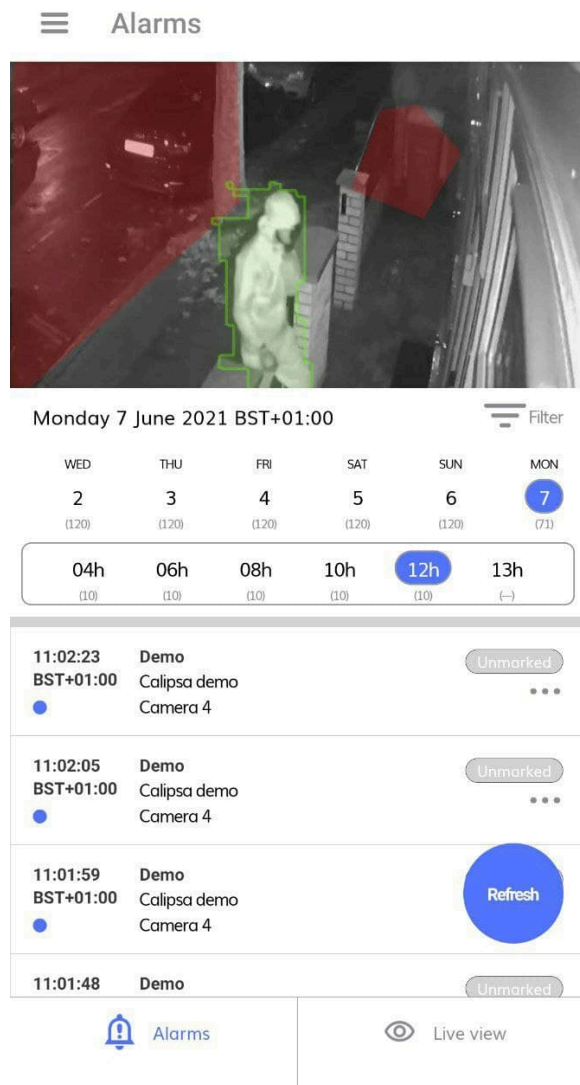 Alarms
Monday 7 June 2021 BST+01:00
Filter
WED THU FRI SAT SUN MON
2 3 4 5 6 7
(120) (120) (120) (120) (120) (71)
04h 06h 08h 10h 12h 13h
(10) (10) (10) (10) (10) (—)
11:02:23 Demo Unmarked
BST+01:00 Calipsa demo
Camera 4
11:02:05 Demo Unmarked
BST+01:00 Calipsa demo
Camera 4
11:01:59 Demo
BST+01:00 Calipsa demo Refresh
Camera 4
11:01:48 Demo Unmarked
Alarms Live view